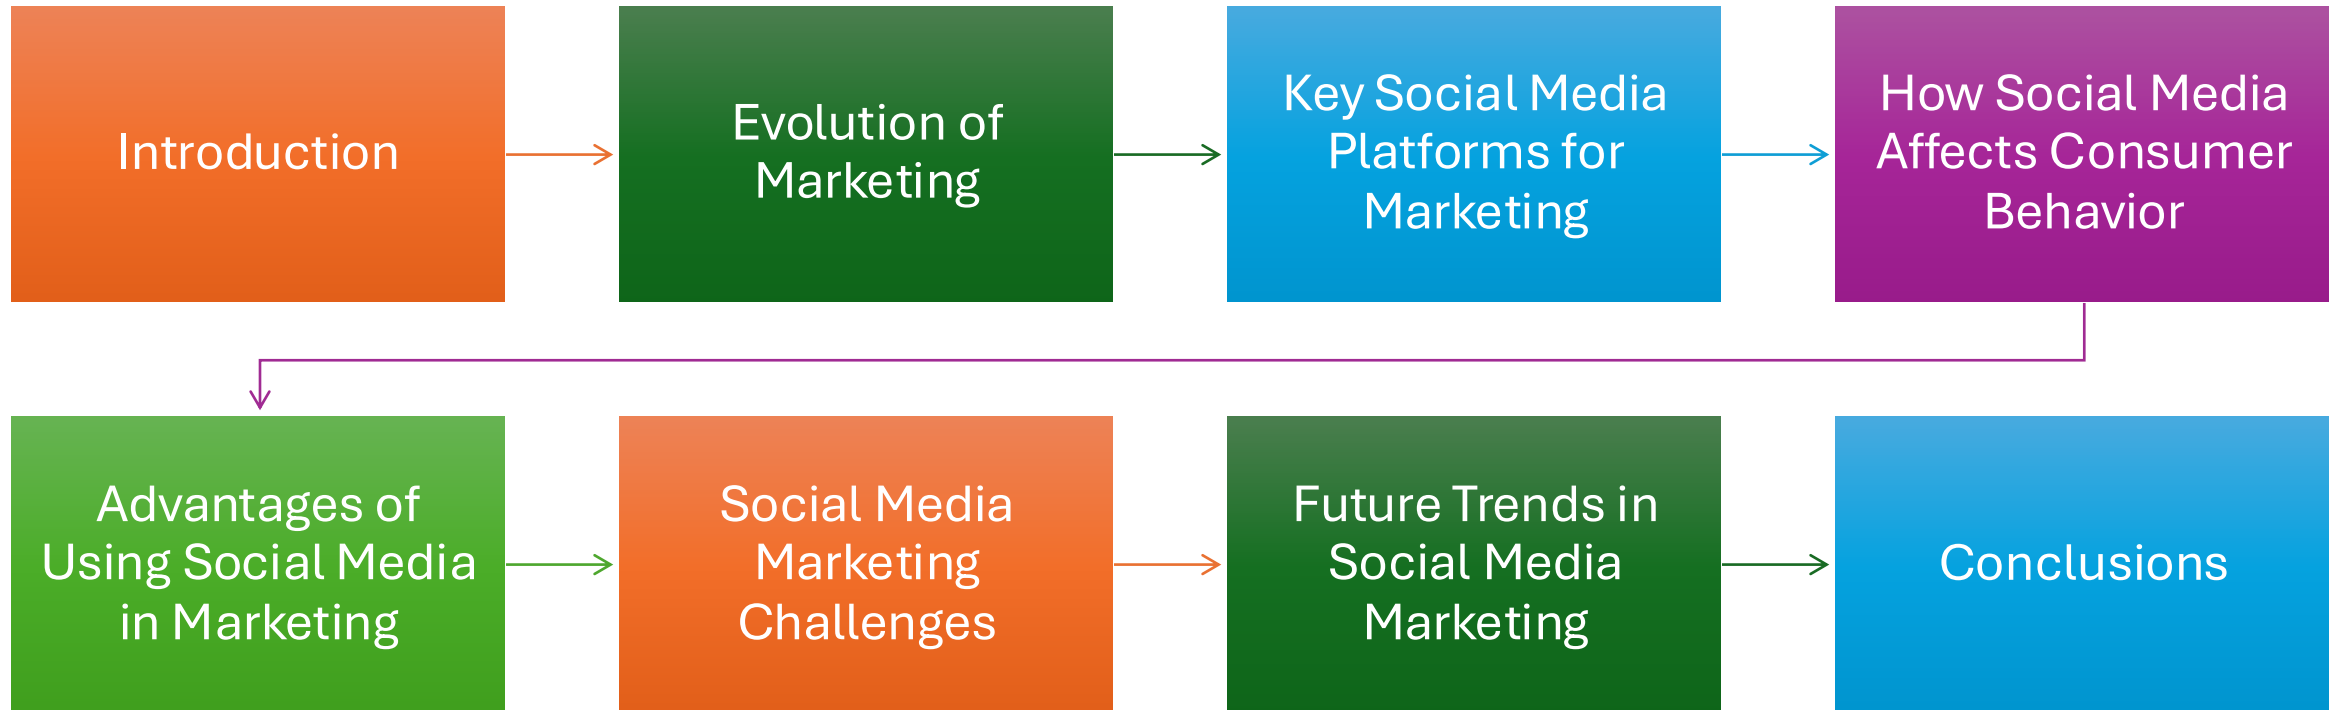 Introduction
Evolution of
Marketing
Key Social Media
Platforms for
Marketing
How Social Media
Affects Consumer
Behavior
Advantages of
Using Social Media
in Marketing
Social Media
Marketing
Challenges
Future Trends in
Social Media
Marketing
Conclusions